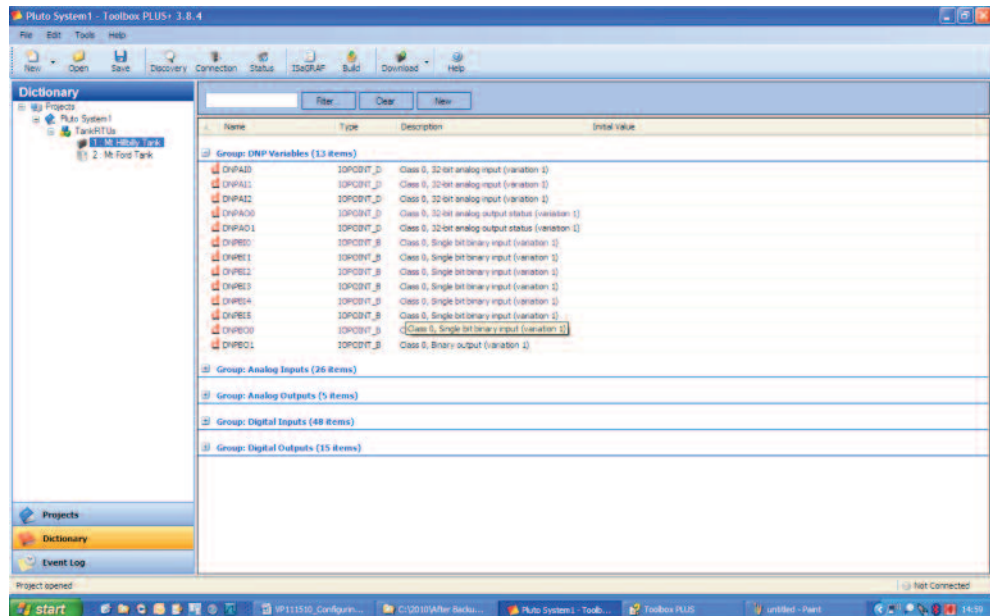 Pluto System1 - Toolbox PLUS+ 3.8.4
File Edit Tools Help
New Open Save Discovery Connection Status ISaGRAF Build Download Help
Dictionary
Filter Clear New
Projects
Pluto System1
TankRTUs
1 : Mt Hillbilly Tank
2 : Mt Ford Tank
Name Type Description Initial Value
Group: DNP Variables (13 items)
DNPAI0 IOPOINT_D Class 0, 32-bit analog input (variation 1)
DNPAI1 IOPOINT_D Class 0, 32-bit analog input (variation 1)
DNPAI2 IOPOINT_D Class 0, 32-bit analog input (variation 1)
DNPAO0 IOPOINT_D Class 0, 32-bit analog output status (variation 1)
DNPAO1 IOPOINT_D Class 0, 32-bit analog output status (variation 1)
DNPBI0 IOPOINT_B Class 0, Single bit binary input (variation 1)
DNPBI1 IOPOINT_B Class 0, Single bit binary input (variation 1)
DNPBI2 IOPOINT_B Class 0, Single bit binary input (variation 1)
DNPBI3 IOPOINT_B Class 0, Single bit binary input (variation 1)
DNPBI4 IOPOINT_B Class 0, Single bit binary input (variation 1)
DNPBI5 IOPOINT_B Class 0, Single bit binary input (variation 1)
DNPBO0 IOPOINT_B Class 0, Single bit binary input (variation 1)
DNPBO1 IOPOINT_B Class 0, Binary output (variation 1)
Group: Analog Inputs (26 items)
Group: Analog Outputs (5 items)
Group: Digital Inputs (48 items)
Group: Digital Outputs (15 items)
Projects
Dictionary
Event Log
Project opened Not Connected
start VP111510_Configurin... C:\2010\After Backu... Pluto System1 - Toolb... Toolbox PLUS untitled - Paint 14:59